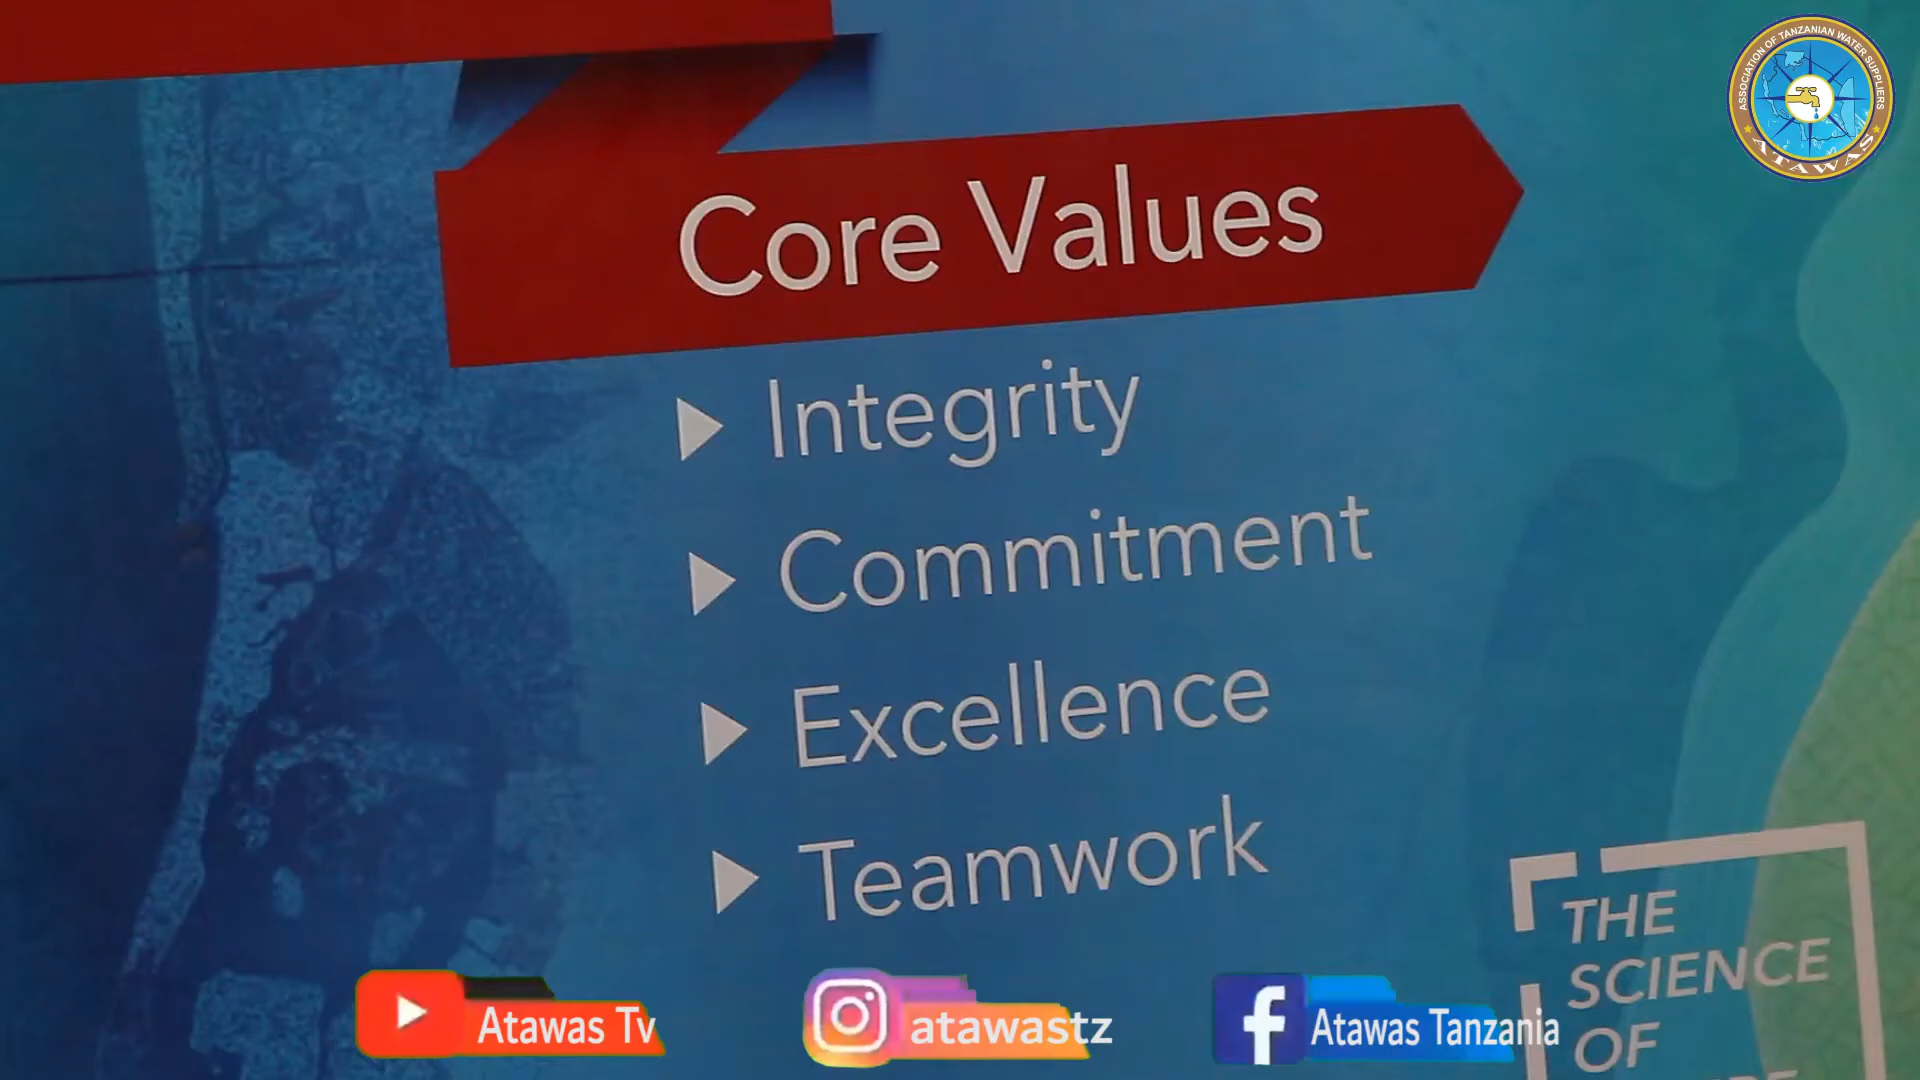 ASSOCIATION OF TANZANIAN WATER SUPPLIERS
ATAWAS
Core Values
Integrity
Commitment
Excellence
Teamwork
THE
SCIENCE
OF
Atawas Tv
atawastz
Atawas Tanzania